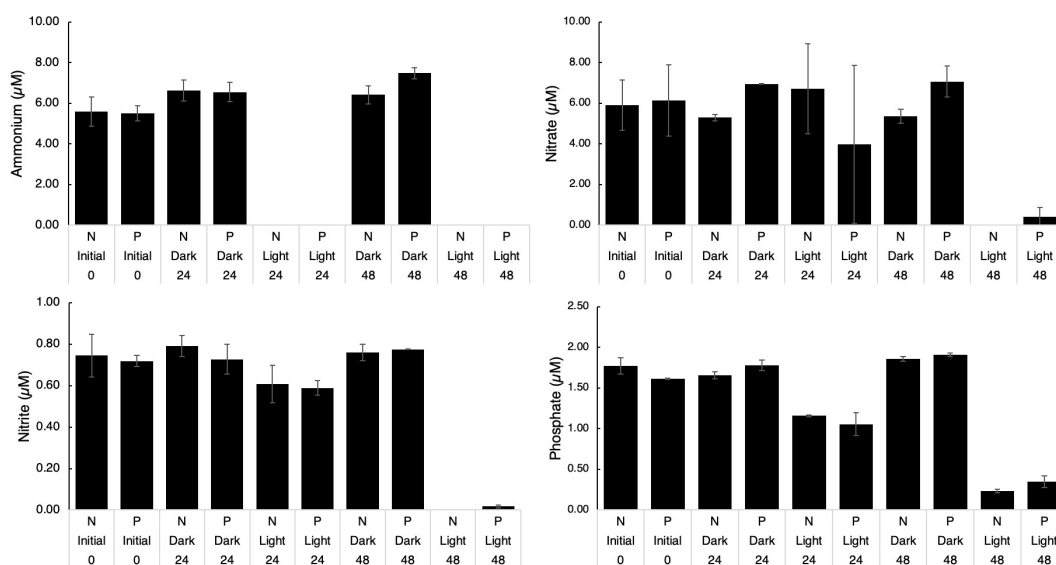 10.00
8.00
6.00
4.00
2.00
0.00
Ammonium (µM)
N P N P N P N P N P
Initial Initial Dark Dark Light Light Dark Dark Light Light
0 0 24 24 24 24 48 48 48 48
10.00
8.00
6.00
4.00
2.00
0.00
Nitrate (µM)
N P N P N P N P N P
Initial Initial Dark Dark Light Light Dark Dark Light Light
0 0 24 24 24 24 48 48 48 48
1.00
0.80
0.60
0.40
0.20
0.00
Nitrite (µM)
N P N P N P N P N P
Initial Initial Dark Dark Light Light Dark Dark Light Light
0 0 24 24 24 24 48 48 48 48
2.50
2.00
1.50
1.00
0.50
0.00
Phosphate (µM)
N P N P N P N P N P
Initial Initial Dark Dark Light Light Dark Dark Light Light
0 0 24 24 24 24 48 48 48 48